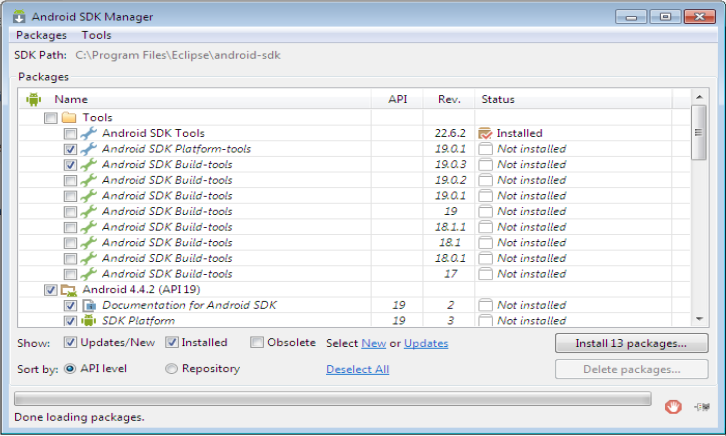 Android SDK Manager
Packages Tools
SDK Path: C:\Program Files\Eclipse\android-sdk
Packages
Name API Rev. Status
Tools
Android SDK Tools 22.6.2 Installed
Android SDK Platform-tools 19.0.1 Not installed
Android SDK Build-tools 19.0.3 Not installed
Android SDK Build-tools 19.0.2 Not installed
Android SDK Build-tools 19.0.1 Not installed
Android SDK Build-tools 19 Not installed
Android SDK Build-tools 18.1.1 Not installed
Android SDK Build-tools 18.1 Not installed
Android SDK Build-tools 18.0.1 Not installed
Android SDK Build-tools 17 Not installed
Android 4.4.2 (API 19)
Documentation for Android SDK 19 2 Not installed
SDK Platform 19 3 Not installed
Show: Updates/New Installed Obsolete Select New or Updates Install 13 packages...
Sort by: API level Repository Deselect All Delete packages...
Done loading packages.